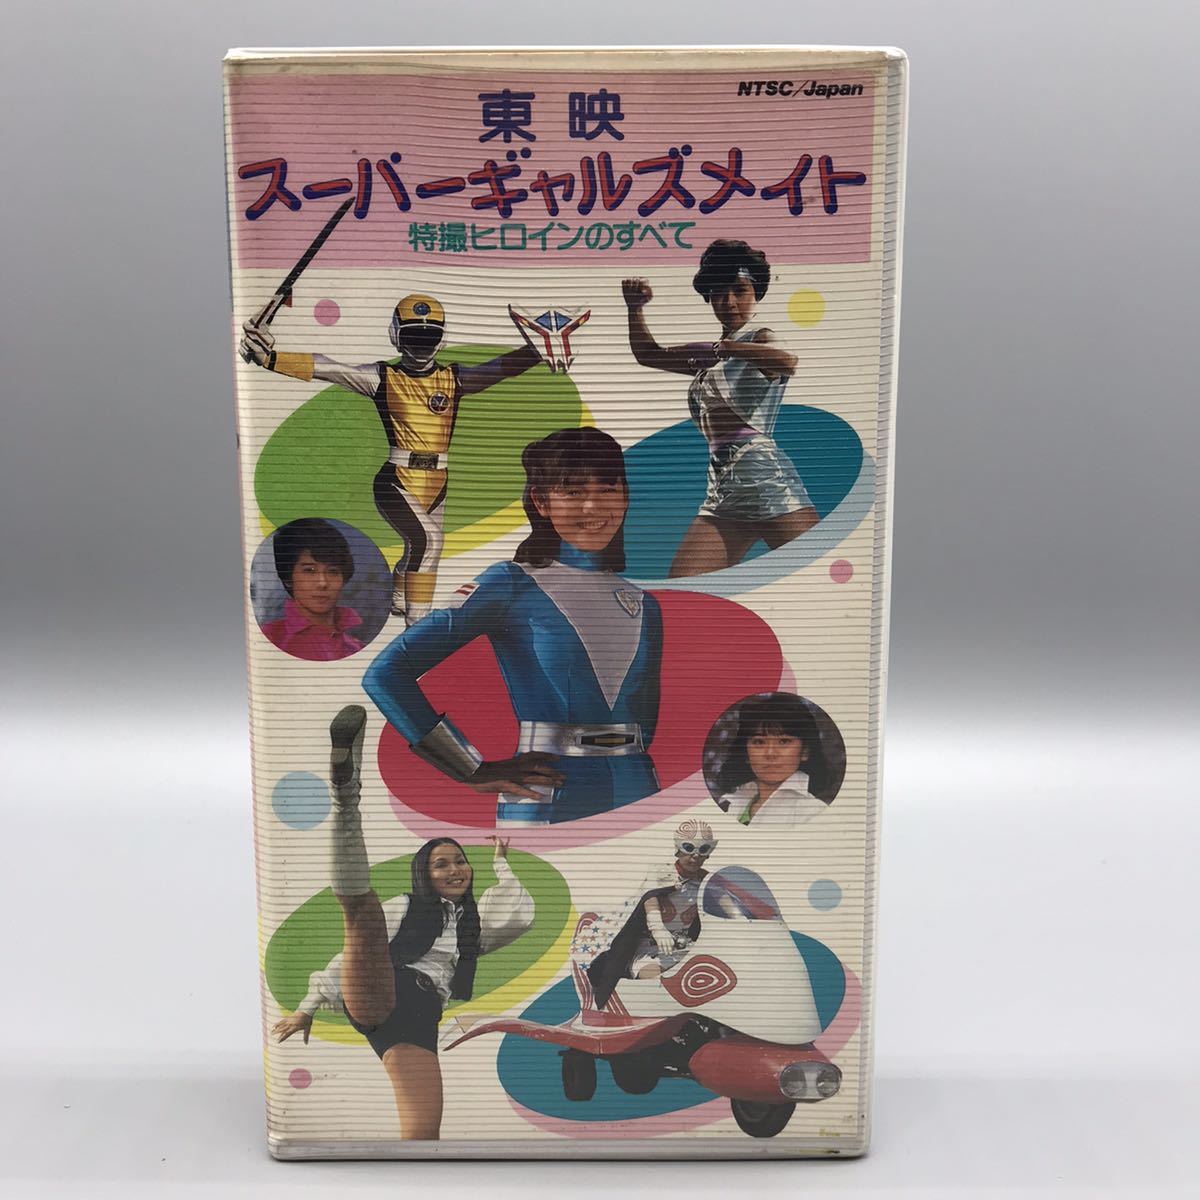 NTSC/Japan
東映
スーパーギャルズメイト
特撮ヒロインのすべて